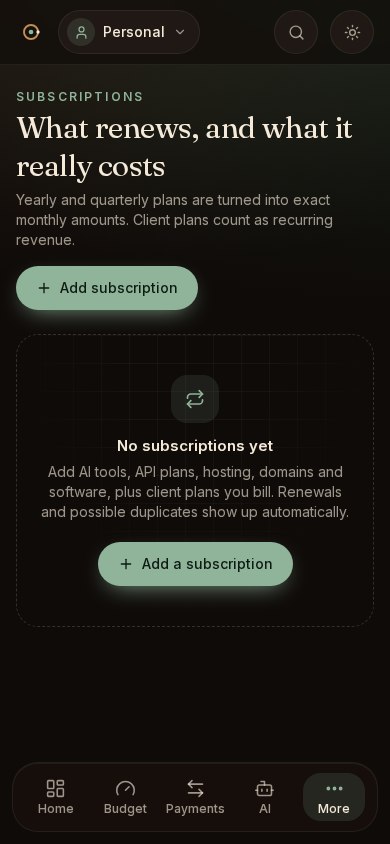 Personal
SUBSCRIPTIONS
What renews, and what it
really costs
Yearly and quarterly plans are turned into exact
monthly amounts. Client plans count as recurring
revenue.
Add subscription
No subscriptions yet
Add AI tools, API plans, hosting, domains and
software, plus client plans you bill. Renewals
and possible duplicates show up automatically.
Add a subscription
Home Budget Payments AI More